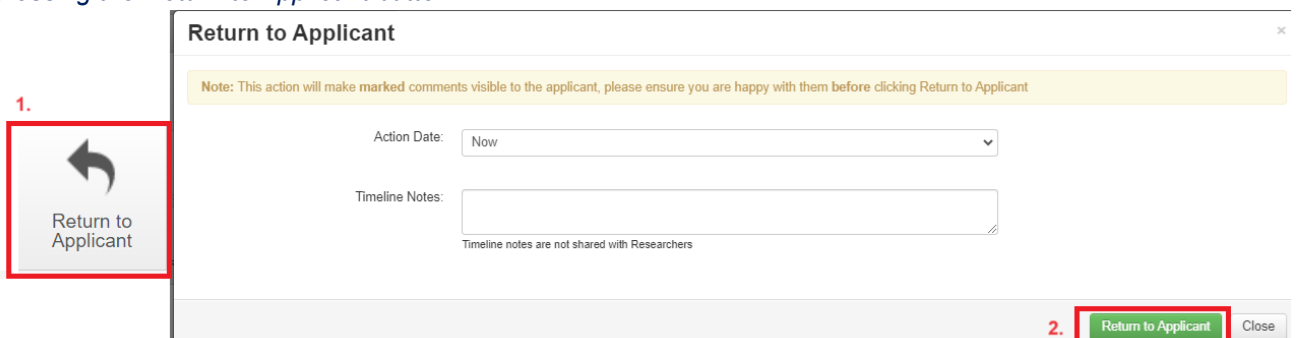 Return to Applicant
×
Note: This action will make marked comments visible to the applicant, please ensure you are happy with them before clicking Return to Applicant
1.
Action Date:
Now
Timeline Notes:
Return to
Applicant
Timeline notes are not shared with Researchers
2.
Return to Applicant
Close